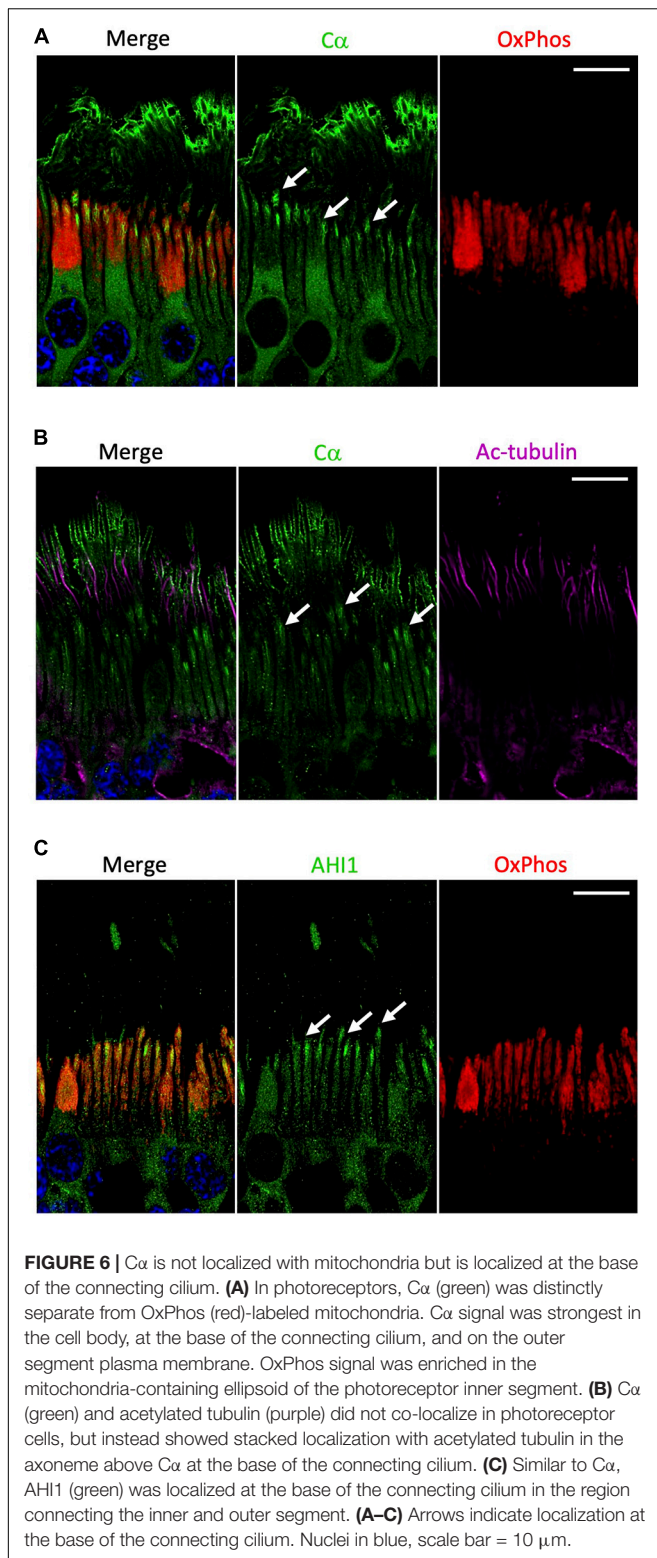 A
Merge Cα OxPhos
B
Merge Cα Ac-tubulin
C
Merge AHI1 OxPhos
FIGURE 6 | Cα is not localized with mitochondria but is localized at the base
of the connecting cilium. (A) In photoreceptors, Cα (green) was distinctly
separate from OxPhos (red)-labeled mitochondria. Cα signal was strongest in
the cell body, at the base of the connecting cilium, and on the outer
segment plasma membrane. OxPhos signal was enriched in the
mitochondria-containing ellipsoid of the photoreceptor inner segment. (B) Cα
(green) and acetylated tubulin (purple) did not co-localize in photoreceptor
cells, but instead showed stacked localization with acetylated tubulin in the
axoneme above Cα at the base of the connecting cilium. (C) Similar to Cα,
AHI1 (green) was localized at the base of the connecting cilium in the region
connecting the inner and outer segment. (A–C) Arrows indicate localization at
the base of the connecting cilium. Nuclei in blue, scale bar = 10 μm.